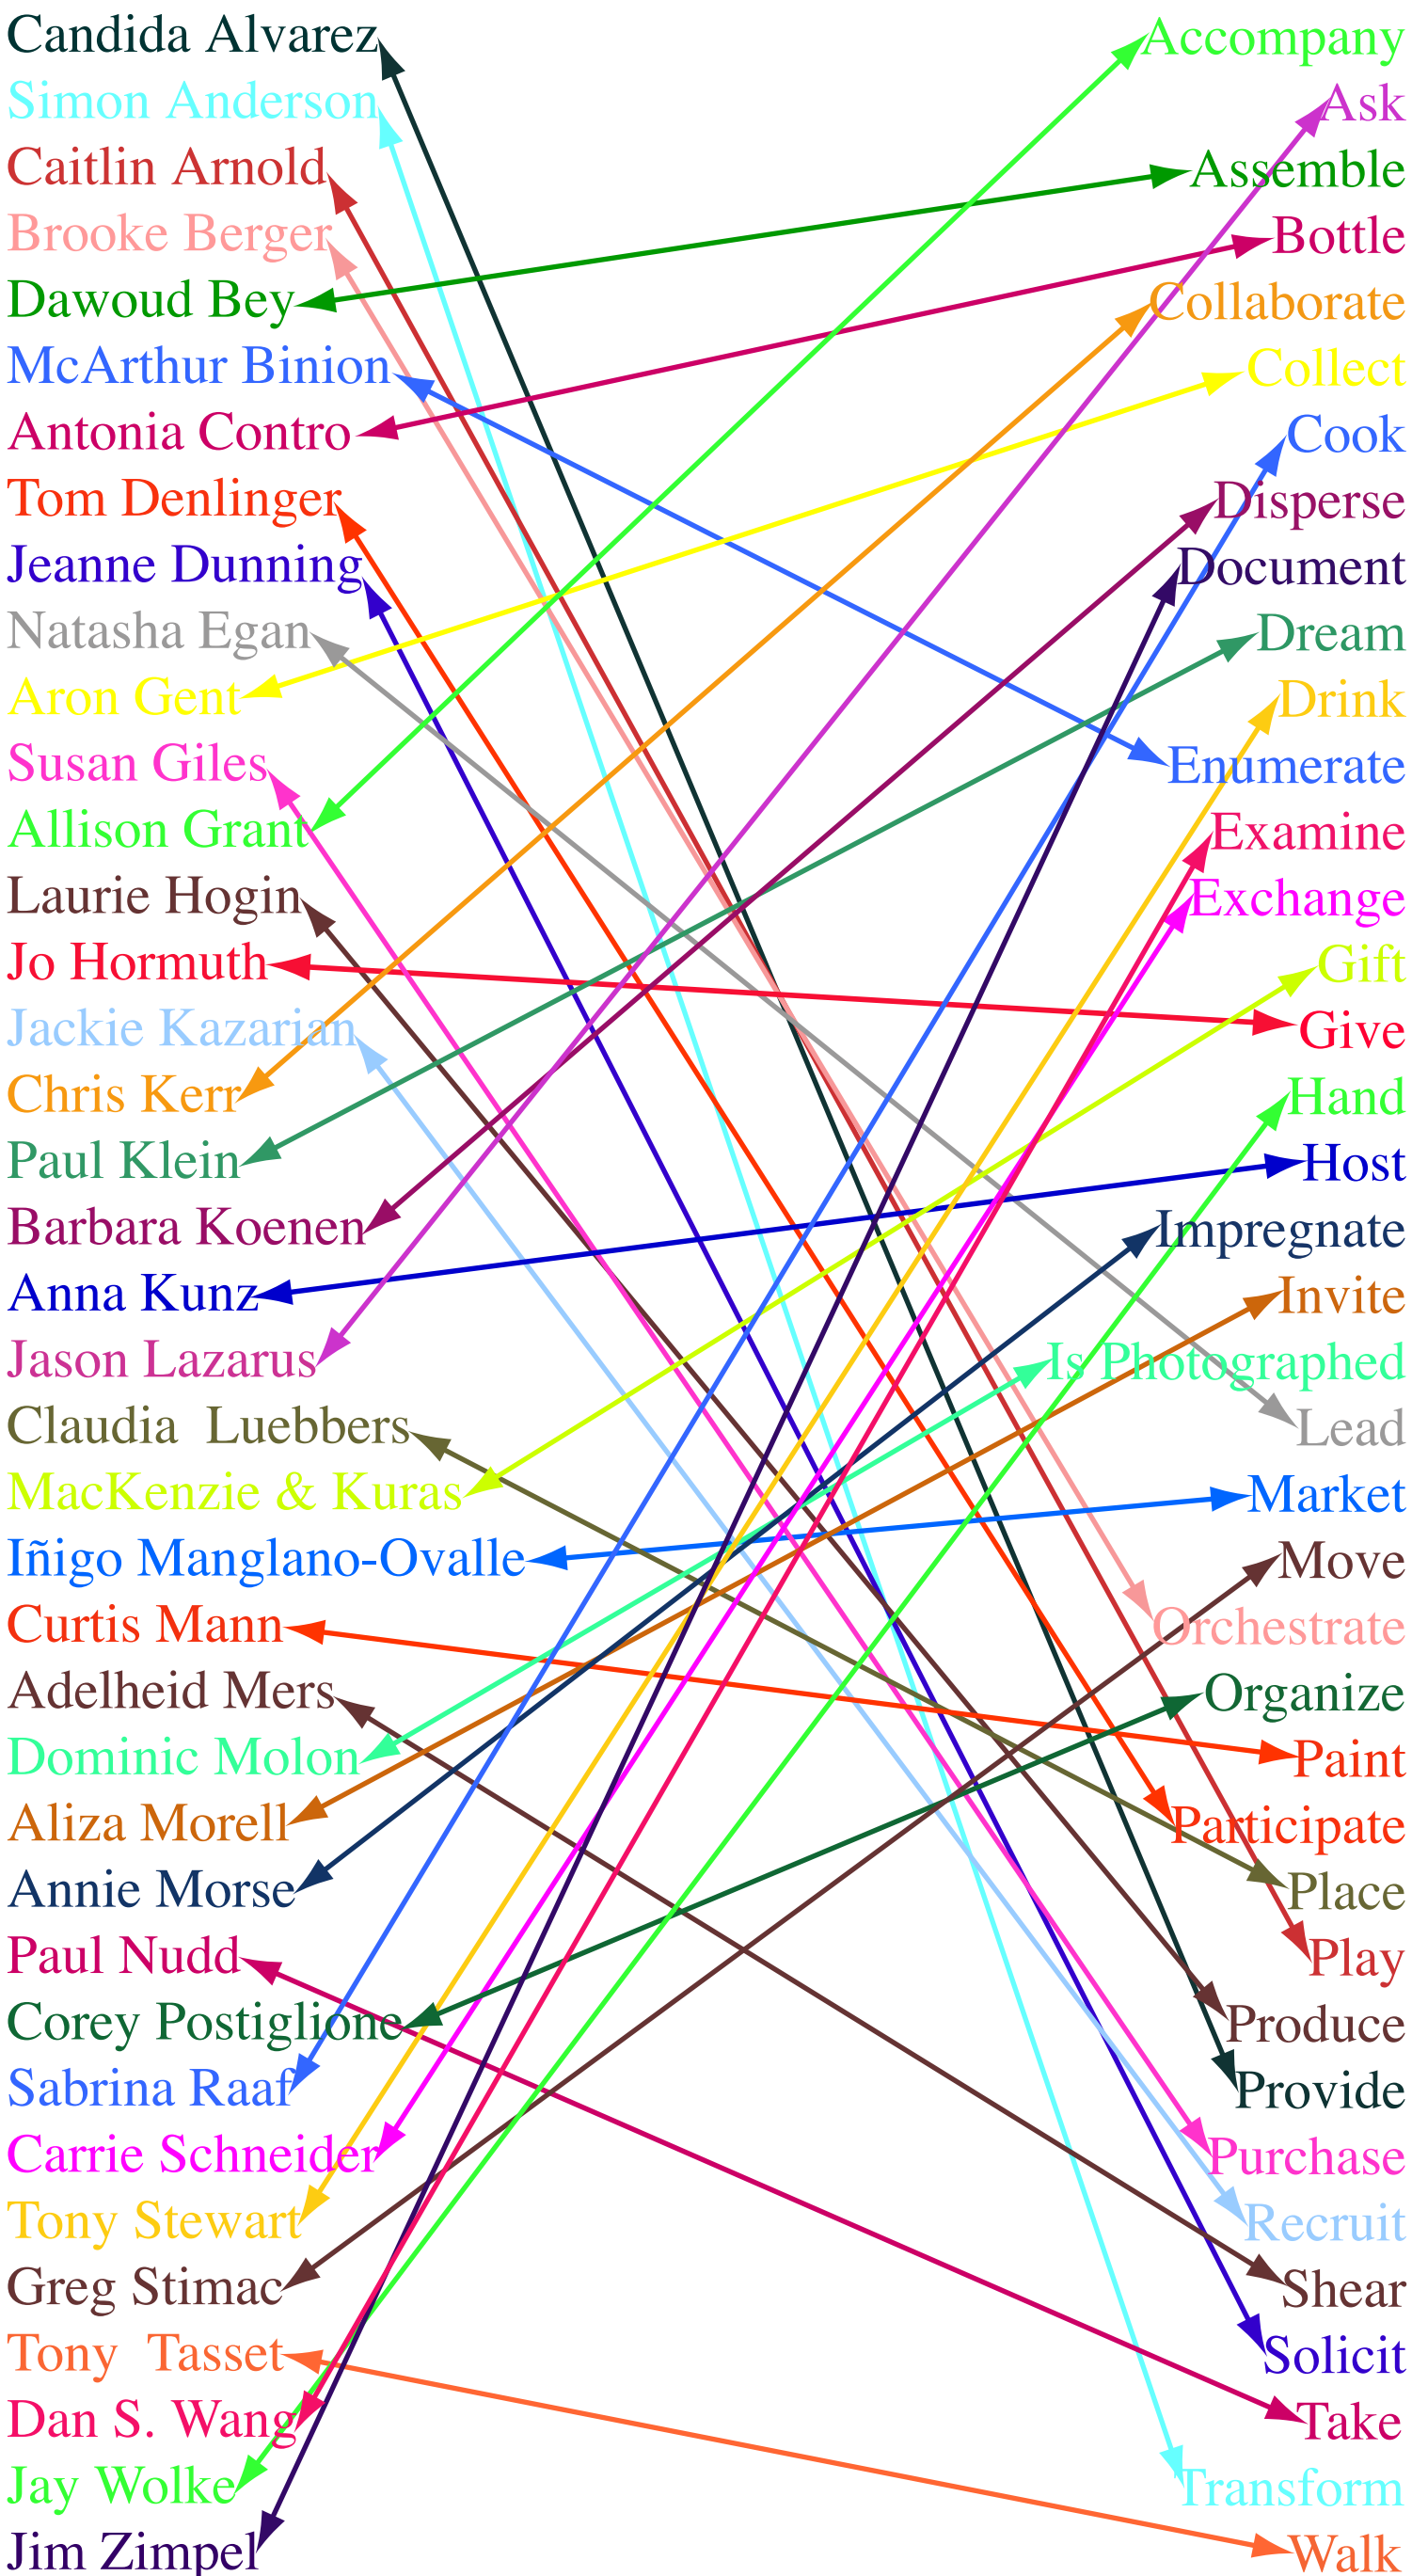 Candida Alvarez
Simon Anderson
Caitlin Arnold
Brooke Berger
Dawoud Bey
McArthur Binion
Antonia Contro
Tom Denlinger
Jeanne Dunning
Natasha Egan
Aron Gent
Susan Giles
Allison Grant
Laurie Hogin
Jo Hormuth
Jackie Kazarian
Chris Kerr
Paul Klein
Barbara Koenen
Anna Kunz
Jason Lazarus
Claudia  Luebbers
MacKenzie & Kuras
Iñigo Manglano-Ovalle
Curtis Mann
Adelheid Mers
Dominic Molon
Aliza Morell
Annie Morse
Paul Nudd
Corey Postiglione
Sabrina Raaf
Carrie Schneider
Tony Stewart
Greg Stimac
Tony  Tasset
Dan S. Wang
Jay Wolke
Jim Zimpel
Accompany
Ask
Assemble
Bottle
Collaborate
Collect
Cook
Disperse
Document
Dream
Drink
Enumerate
Examine
Exchange
Gift
Give
Hand
Host
Impregnate
Invite
Is Photographed
Lead
Market
Move
Orchestrate
Organize
Paint
Participate
Place
Play
Produce
Provide
Purchase
Recruit
Shear
Solicit
Take
Transform
Walk